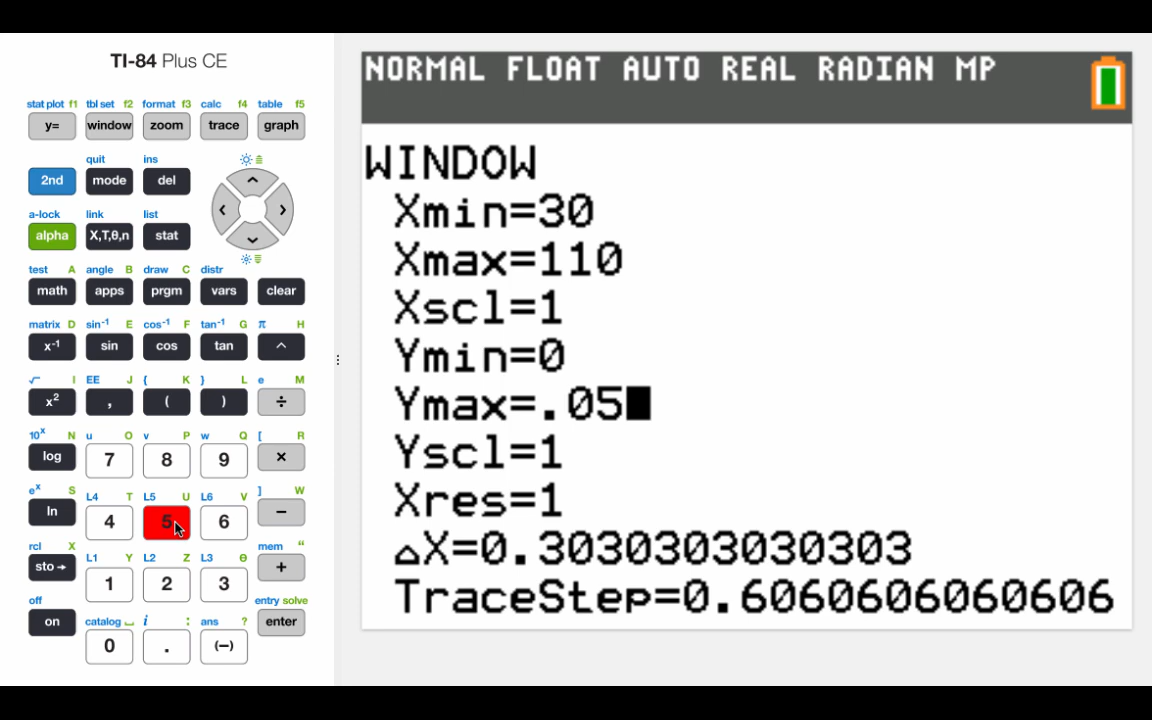 TI-84 Plus CE
stat plot f1 tbl set f2 format f3 calc f4 table f5
y= window zoom trace graph
quit ins
2nd mode del
a-lock link list
alpha X,T,θ,n stat
test A angle B draw C distr
math apps prgm vars clear
matrix D sin⁻¹ E cos⁻¹ F tan⁻¹ G π H
x⁻¹ sin cos tan ^
√ I EE J { K } L e M
x² , ( ) ÷
10ˣ N u O v P w Q [ R
log 7 8 9 ×
eˣ S L4 T L5 U L6 V ] W
ln 4 5 6 −
rcl X L1 Y L2 Z L3 θ mem “
sto→ 1 2 3 +
off catalog ⎵ i : ans ? entry solve
on 0 . (−) enter
NORMAL FLOAT AUTO REAL RADIAN MP
WINDOW
Xmin=30
Xmax=110
Xscl=1
Ymin=0
Ymax=.05
Yscl=1
Xres=1
△X=0.3030303030303
TraceStep=0.6060606060606